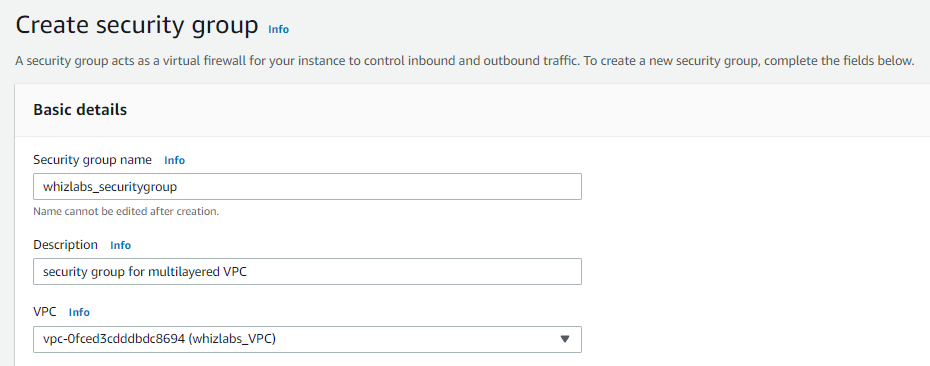 Create security group Info
A security group acts as a virtual firewall for your instance to control inbound and outbound traffic. To create a new security group, complete the fields below.
Basic details
Security group name Info
whizlabs_securitygroup
Name cannot be edited after creation.
Description Info
security group for multilayered VPC
VPC Info
vpc-0fced3cdddbdc8694 (whizlabs_VPC)